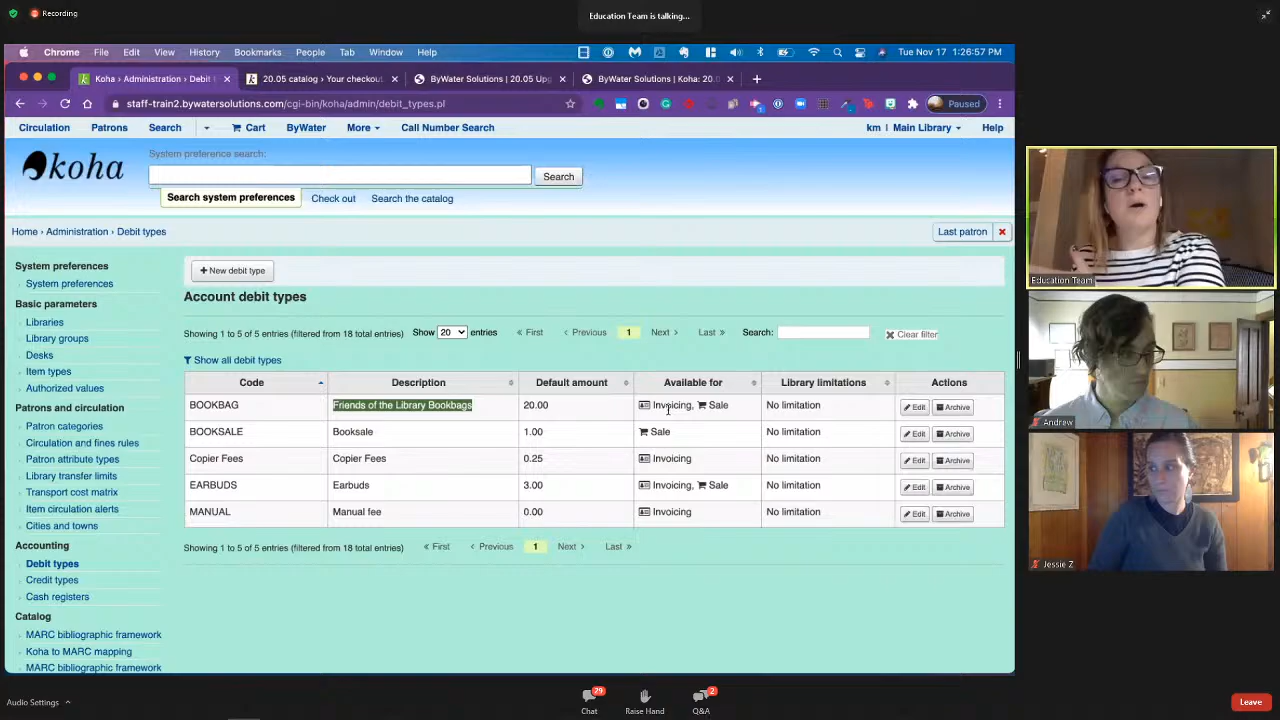 Recording
Education Team is talking...
Chrome File Edit View History Bookmarks People Tab Window Help
Tue Nov 17 1:26:57 PM
Koha › Administration › Debit t
20.05 catalog › Your checkout
ByWater Solutions | 20.05 Upg
ByWater Solutions | Koha: 20.0
staff-train2.bywatersolutions.com/cgi-bin/koha/admin/debit_types.pl
Paused
Circulation Patrons Search Cart ByWater More Call Number Search
km | Main Library Help
koha
System preference search:
Search
Search system preferences Check out Search the catalog
Home › Administration › Debit types
Last patron
System preferences
System preferences
Basic parameters
Libraries
Library groups
Desks
Item types
Authorized values
Patrons and circulation
Patron categories
Circulation and fines rules
Patron attribute types
Library transfer limits
Transport cost matrix
Item circulation alerts
Cities and towns
Accounting
Debit types
Credit types
Cash registers
Catalog
MARC bibliographic framework
Koha to MARC mapping
MARC bibliographic framework
+ New debit type
Account debit types
Showing 1 to 5 of 5 entries (filtered from 18 total entries) Show 20 entries First Previous 1 Next Last Search: Clear filter
Show all debit types
Code Description Default amount Available for Library limitations Actions
BOOKBAG Friends of the Library Bookbags 20.00 Invoicing, Sale No limitation Edit Archive
BOOKSALE Booksale 1.00 Sale No limitation Edit Archive
Copier Fees Copier Fees 0.25 Invoicing No limitation Edit Archive
EARBUDS Earbuds 3.00 Invoicing, Sale No limitation Edit Archive
MANUAL Manual fee 0.00 Invoicing No limitation Edit Archive
Showing 1 to 5 of 5 entries (filtered from 18 total entries) First Previous 1 Next Last
Education Team
Andrew
Jessie Z
Audio Settings
29
Chat
Raise Hand
2
Q&A
Leave